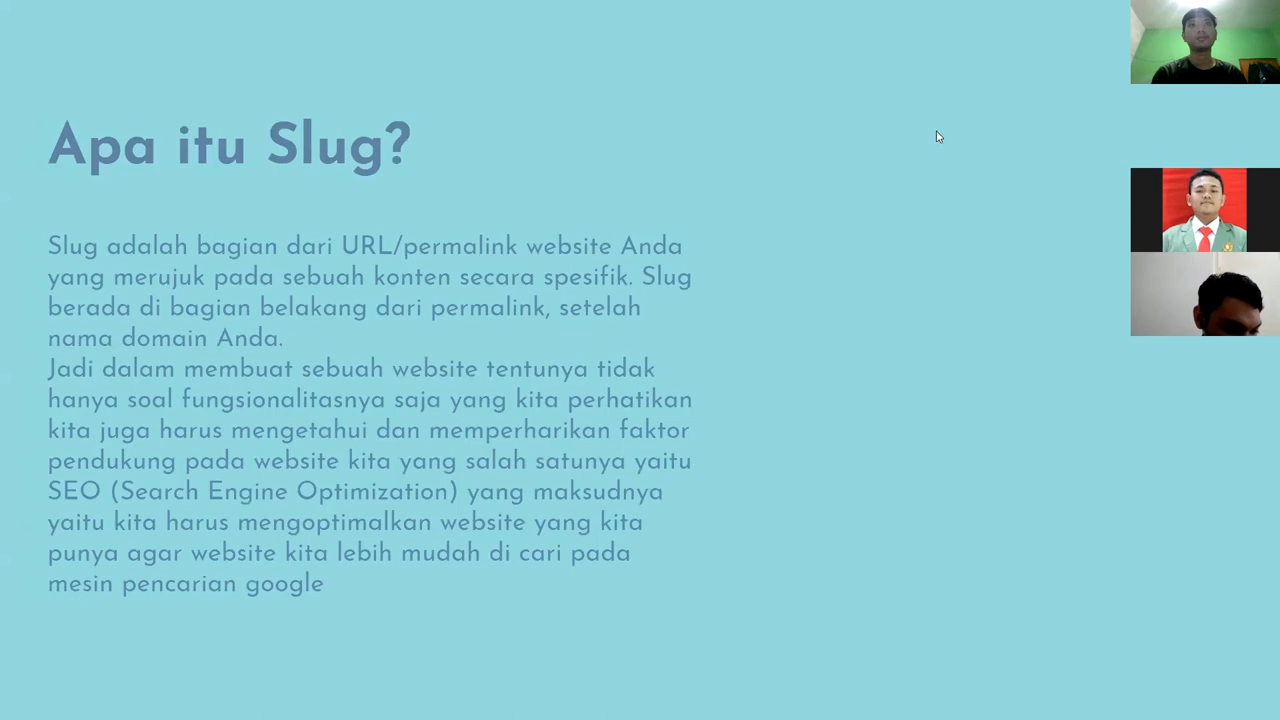 Apa itu Slug?
Slug adalah bagian dari URL/permalink website Anda
yang merujuk pada sebuah konten secara spesifik. Slug
berada di bagian belakang dari permalink, setelah
nama domain Anda.
Jadi dalam membuat sebuah website tentunya tidak
hanya soal fungsionalitasnya saja yang kita perhatikan
kita juga harus mengetahui dan memperharikan faktor
pendukung pada website kita yang salah satunya yaitu
SEO (Search Engine Optimization) yang maksudnya
yaitu kita harus mengoptimalkan website yang kita
punya agar website kita lebih mudah di cari pada
mesin pencarian google